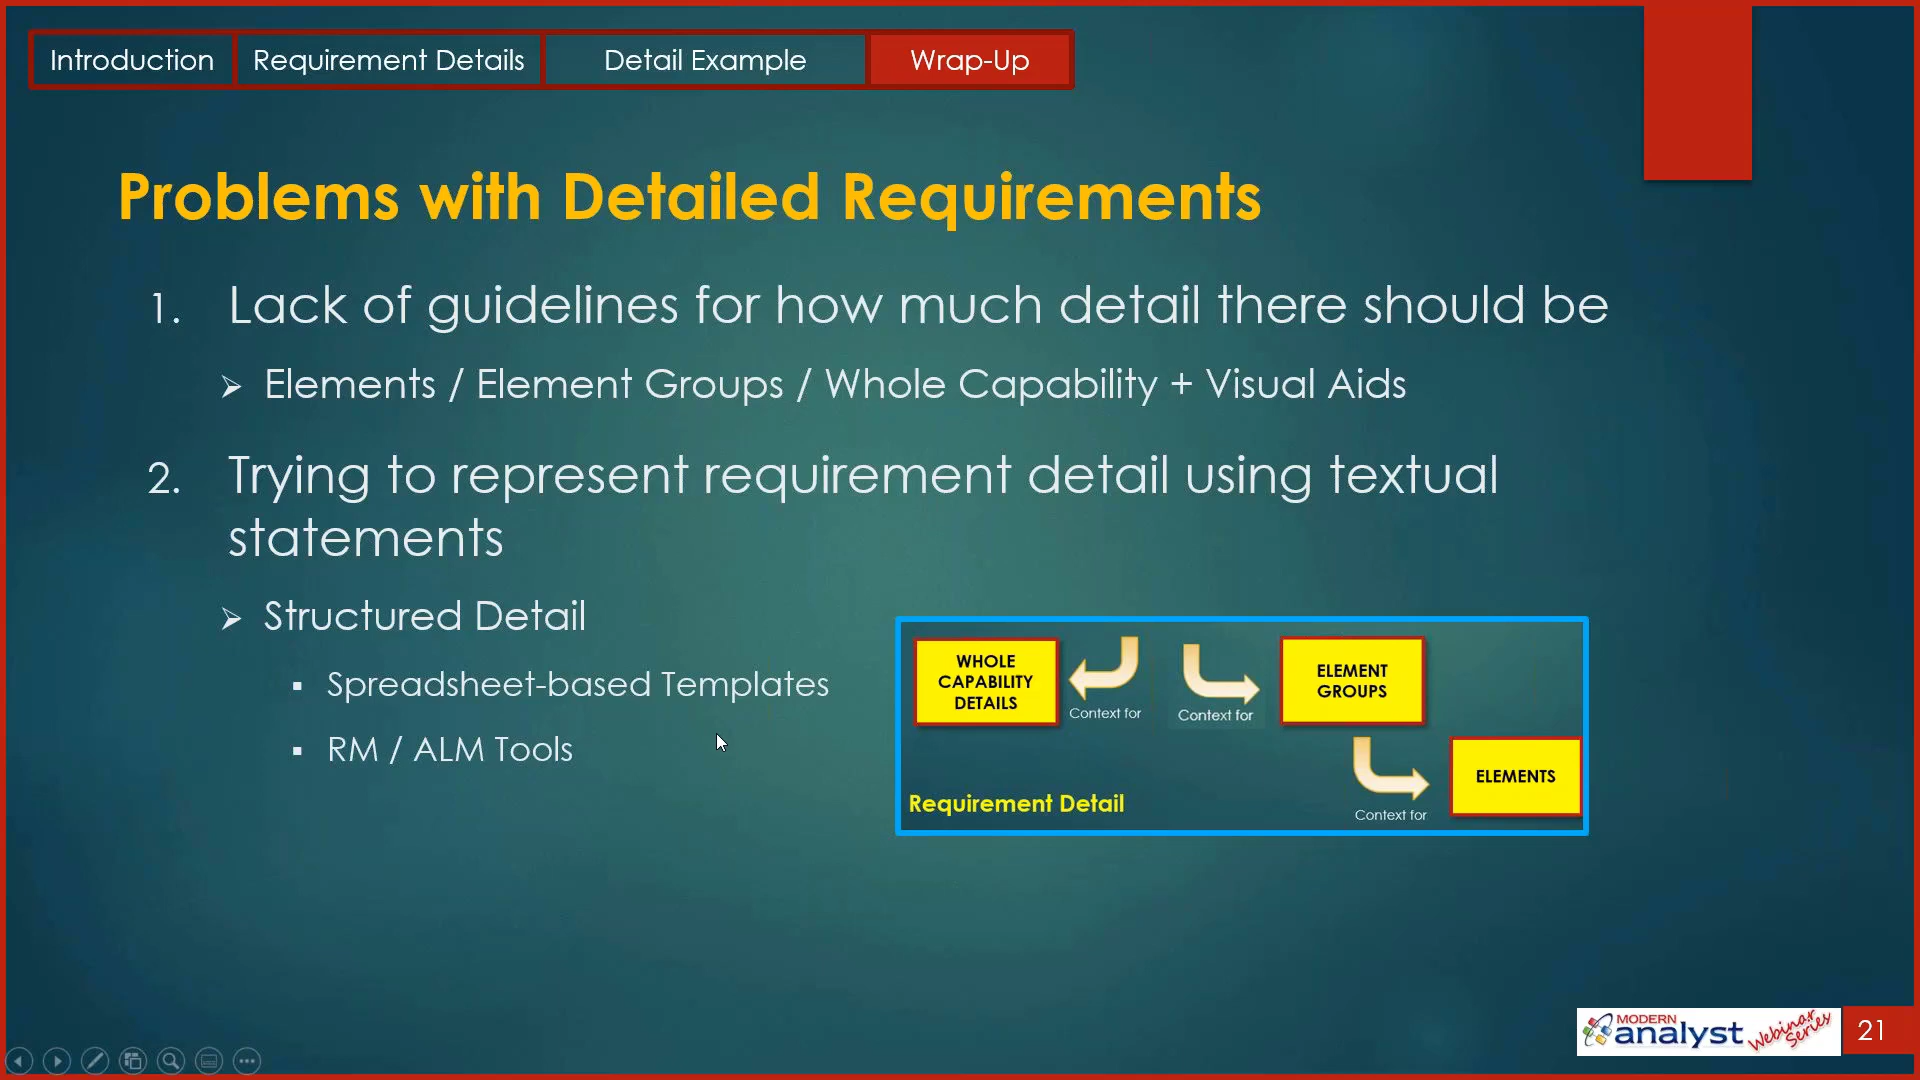 Introduction
Requirement Details
Detail Example
Wrap-Up
Problems with Detailed Requirements
1. Lack of guidelines for how much detail there should be
Elements / Element Groups / Whole Capability + Visual Aids
2. Trying to represent requirement detail using textual
statements
Structured Detail
Spreadsheet-based Templates
RM / ALM Tools
WHOLE
CAPABILITY
DETAILS
Context for
Context for
ELEMENT
GROUPS
ELEMENTS
Context for
Requirement Detail
MODERN
analyst
Webinar
Series
21